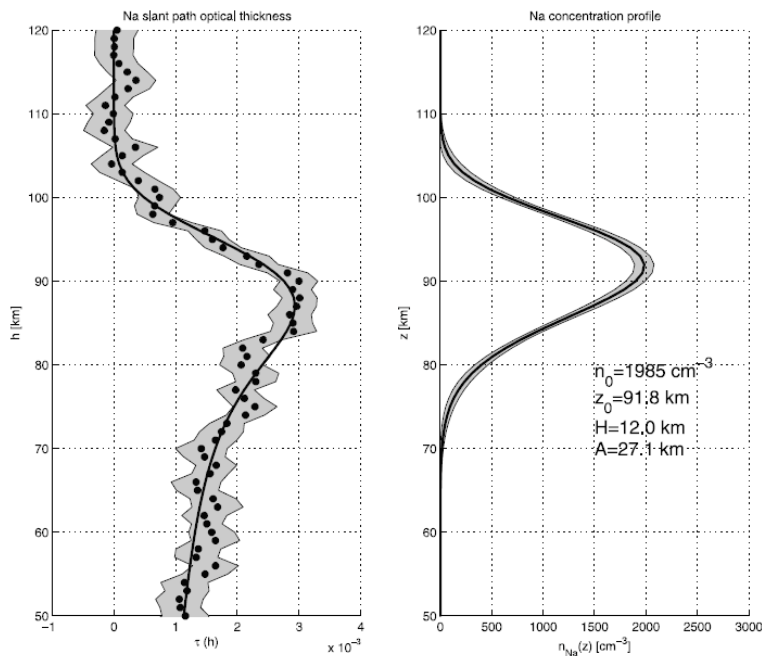 Na slant path optical thickness
120
110
100
90
80
70
60
50
h [km]
−1
0
1
2
3
4
τ (h)
x 10⁻³
Na concentration profile
120
110
100
90
80
70
60
50
z [km]
n₀=1985 cm⁻³
z₀=91.8 km
H=12.0 km
A=27.1 km
0
500
1000
1500
2000
2500
3000
n_Na(z) [cm⁻³]